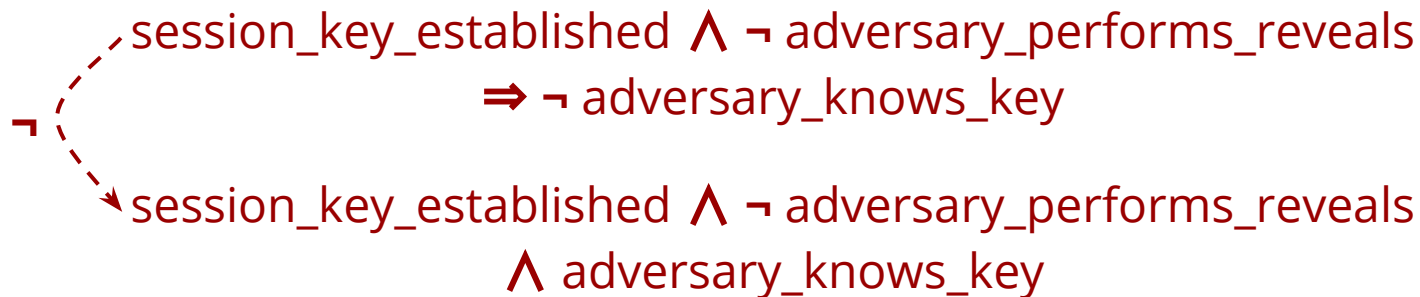 session_key_established ∧ ¬ adversary_performs_reveals
⇒ ¬ adversary_knows_key
¬
session_key_established ∧ ¬ adversary_performs_reveals
∧ adversary_knows_key